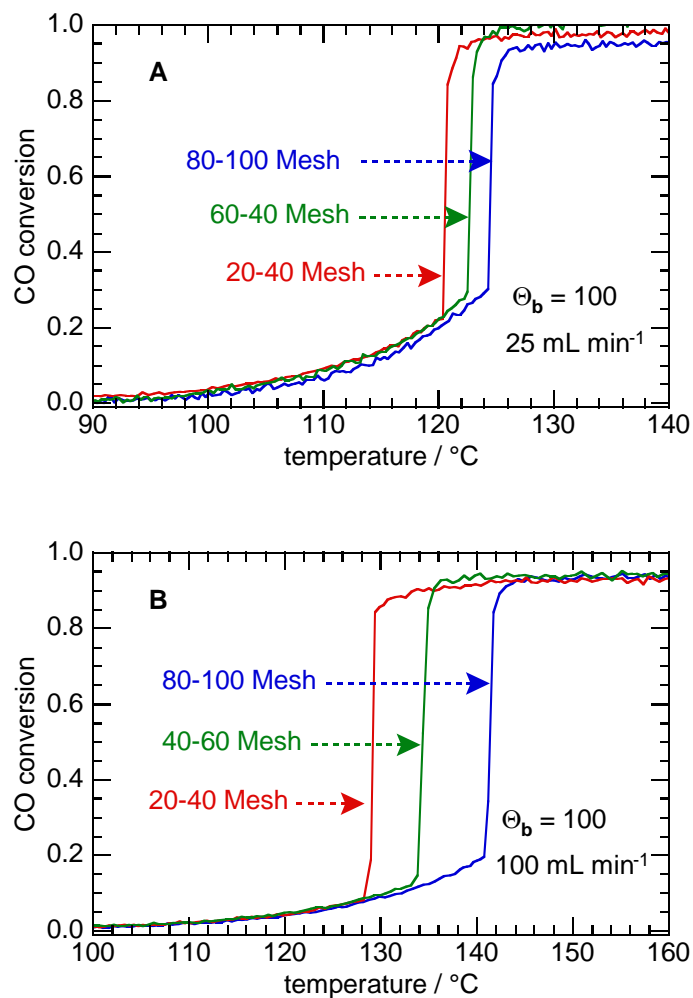 1.0
0.8
0.6
0.4
0.2
0.0
CO conversion
A
80-100 Mesh
60-40 Mesh
20-40 Mesh
Θb = 100
25 mL min-1
90 100 110 120 130 140
temperature / °C
1.0
0.8
0.6
0.4
0.2
0.0
CO conversion
B
80-100 Mesh
40-60 Mesh
20-40 Mesh
Θb = 100
100 mL min-1
100 110 120 130 140 150 160
temperature / °C